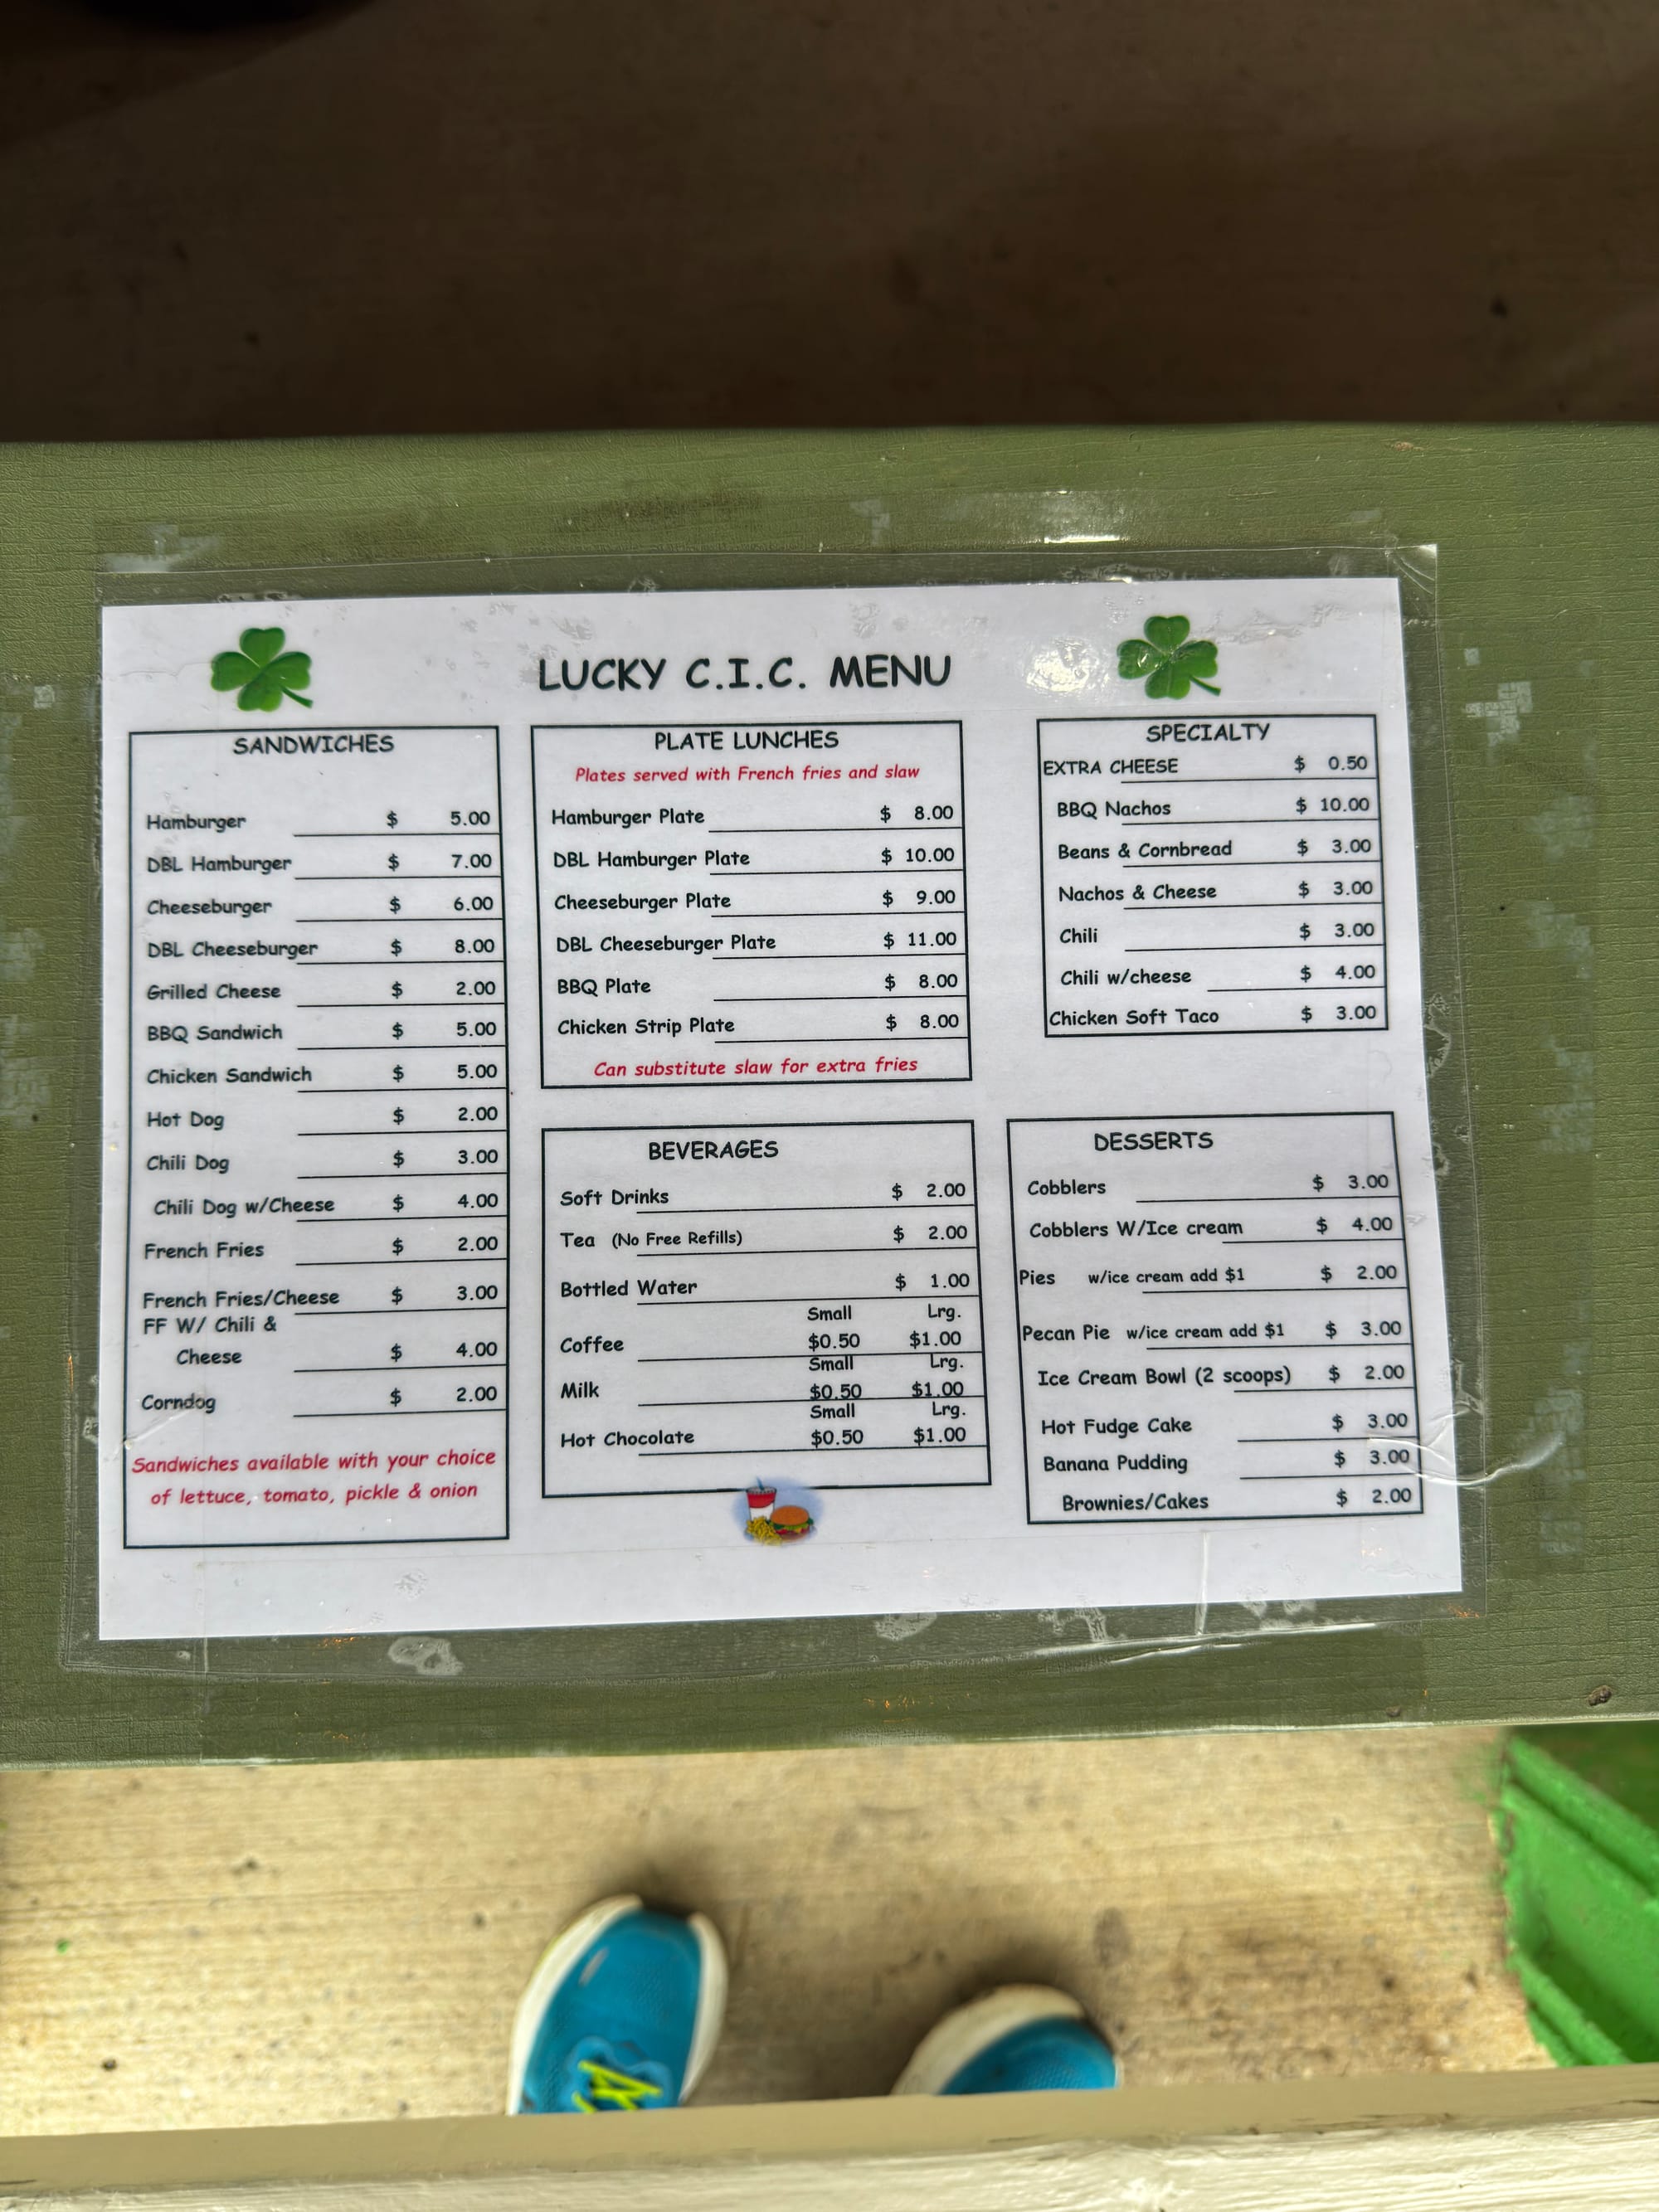 LUCKY C.I.C. MENU
SANDWICHES
Hamburger $ 5.00
DBL Hamburger $ 7.00
Cheeseburger $ 6.00
DBL Cheeseburger $ 8.00
Grilled Cheese $ 2.00
BBQ Sandwich $ 5.00
Chicken Sandwich $ 5.00
Hot Dog $ 2.00
Chili Dog $ 3.00
Chili Dog w/Cheese $ 4.00
French Fries $ 2.00
French Fries/Cheese $ 3.00
FF W/ Chili &
Cheese $ 4.00
Corndog $ 2.00
Sandwiches available with your choice
of lettuce, tomato, pickle & onion
PLATE LUNCHES
Plates served with French fries and slaw
Hamburger Plate $ 8.00
DBL Hamburger Plate $ 10.00
Cheeseburger Plate $ 9.00
DBL Cheeseburger Plate $ 11.00
BBQ Plate $ 8.00
Chicken Strip Plate $ 8.00
Can substitute slaw for extra fries
BEVERAGES
Soft Drinks $ 2.00
Tea (No Free Refills) $ 2.00
Bottled Water $ 1.00
Small Lrg.
Coffee $0.50 $1.00
Small Lrg.
Milk $0.50 $1.00
Small Lrg.
Hot Chocolate $0.50 $1.00
SPECIALTY
EXTRA CHEESE $ 0.50
BBQ Nachos $ 10.00
Beans & Cornbread $ 3.00
Nachos & Cheese $ 3.00
Chili $ 3.00
Chili w/cheese $ 4.00
Chicken Soft Taco $ 3.00
DESSERTS
Cobblers $ 3.00
Cobblers W/Ice cream $ 4.00
Pies w/ice cream add $1 $ 2.00
Pecan Pie w/ice cream add $1 $ 3.00
Ice Cream Bowl (2 scoops) $ 2.00
Hot Fudge Cake $ 3.00
Banana Pudding $ 3.00
Brownies/Cakes $ 2.00